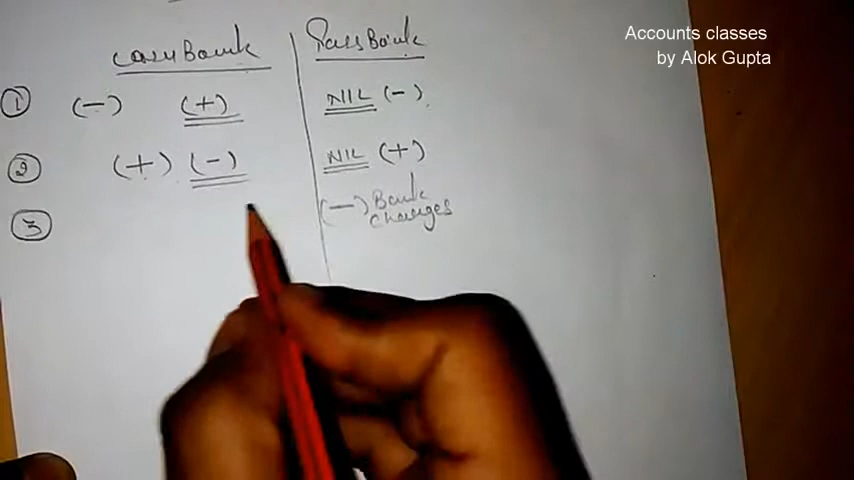 Accounts classes
by Alok Gupta
Cash Book | Pass Book
① (-) (+) NIL (-)
② (+) (-) NIL (+)
③ (-) Bank
charges